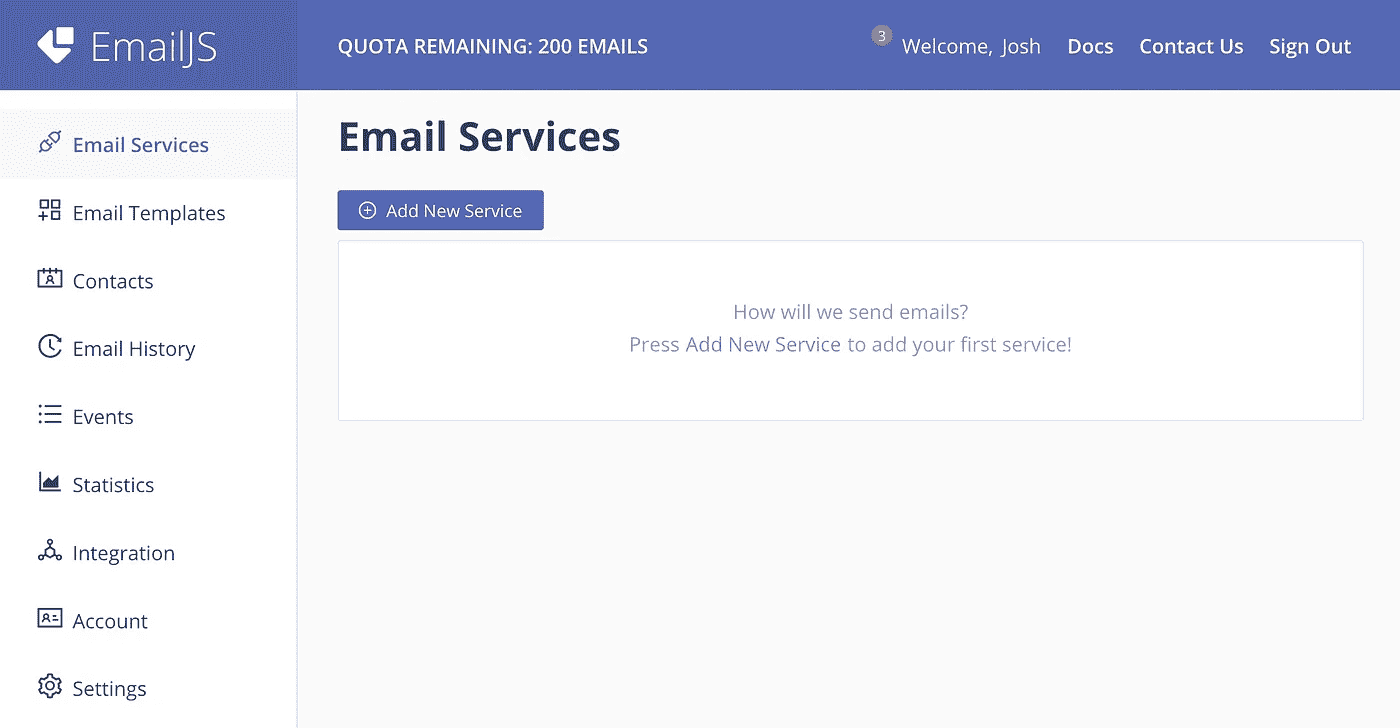 EmailJS
QUOTA REMAINING: 200 EMAILS
3
Welcome, Josh
Docs
Contact Us
Sign Out
Email Services
Email Templates
Contacts
Email History
Events
Statistics
Integration
Account
Settings
Email Services
Add New Service
How will we send emails?
Press Add New Service to add your first service!